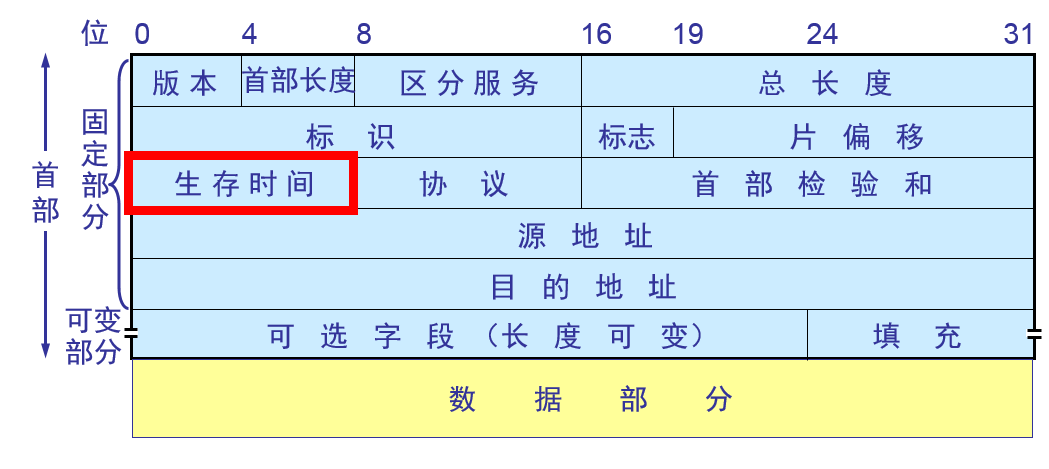 位 0 4 8 16 19 24 31
版本 首部长度 区分服务 总长度
标识 标志 片偏移
生存时间 协议 首部检验和
源地址
目的地址
可选字段（长度可变） 填充
数据部分
首部
固定部分
可变部分